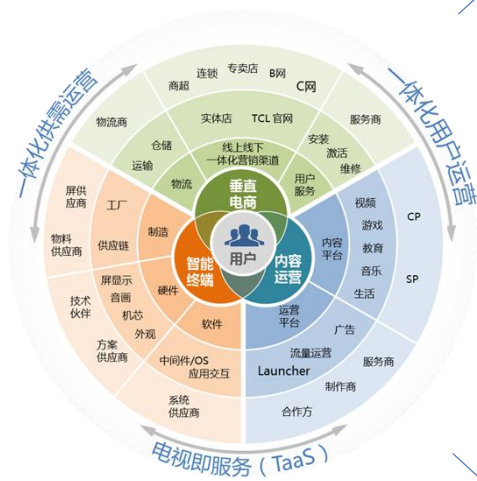 一体化供需运营
一体化用户运营
电视即服务（TaaS）
商超
连锁
专卖店
B网
C网
物流商
服务商
实体店
TCL 官网
仓储
运输
安装
激活
维修
线上线下
一体化营销渠道
物流
用户
服务
垂直
电商
用户
智能
终端
内容
运营
屏供
应商
工厂
制造
物料
供应商
供应链
屏显示
音画
机芯
外观
硬件
技术
伙伴
方案
供应商
软件
中间件/OS
应用交互
系统
供应商
内容
平台
视频
游戏
教育
音乐
生活
CP
SP
运营
平台
广告
流量运营
Launcher
服务商
制作商
合作方